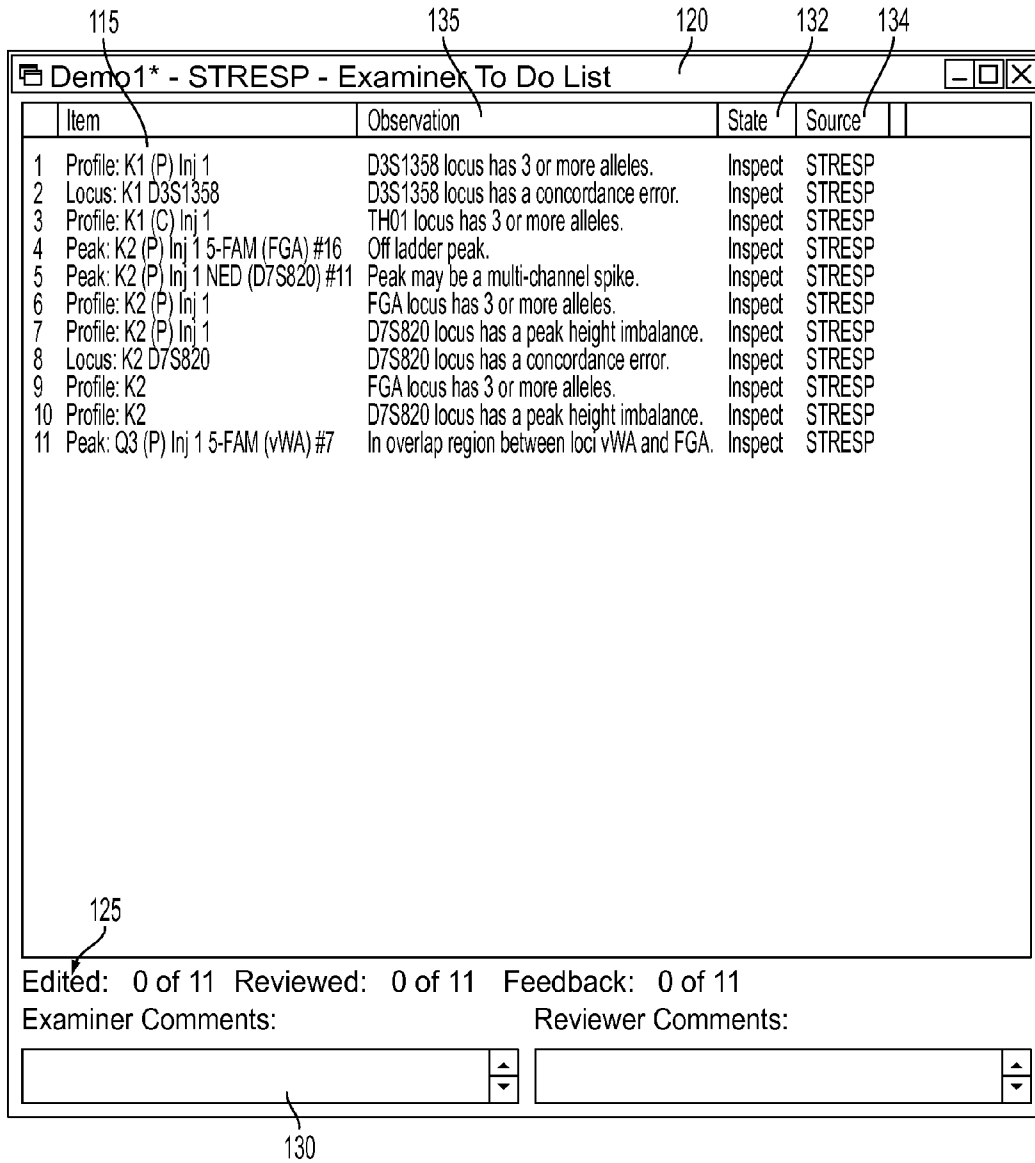 115 135 120 132 134
Demo1* - STRESP - Examiner To Do List
Item Observation State Source
1 Profile: K1 (P) Inj 1 D3S1358 locus has 3 or more alleles. Inspect STRESP
2 Locus: K1 D3S1358 D3S1358 locus has a concordance error. Inspect STRESP
3 Profile: K1 (C) Inj 1 TH01 locus has 3 or more alleles. Inspect STRESP
4 Peak: K2 (P) Inj 1 5-FAM (FGA) #16 Off ladder peak. Inspect STRESP
5 Peak: K2 (P) Inj 1 NED (D7S820) #11 Peak may be a multi-channel spike. Inspect STRESP
6 Profile: K2 (P) Inj 1 FGA locus has 3 or more alleles. Inspect STRESP
7 Profile: K2 (P) Inj 1 D7S820 locus has a peak height imbalance. Inspect STRESP
8 Locus: K2 D7S820 D7S820 locus has a concordance error. Inspect STRESP
9 Profile: K2 FGA locus has 3 or more alleles. Inspect STRESP
10 Profile: K2 D7S820 locus has a peak height imbalance. Inspect STRESP
11 Peak: Q3 (P) Inj 1 5-FAM (vWA) #7 In overlap region between loci vWA and FGA. Inspect STRESP
125
Edited: 0 of 11 Reviewed: 0 of 11 Feedback: 0 of 11
Examiner Comments: Reviewer Comments:
130